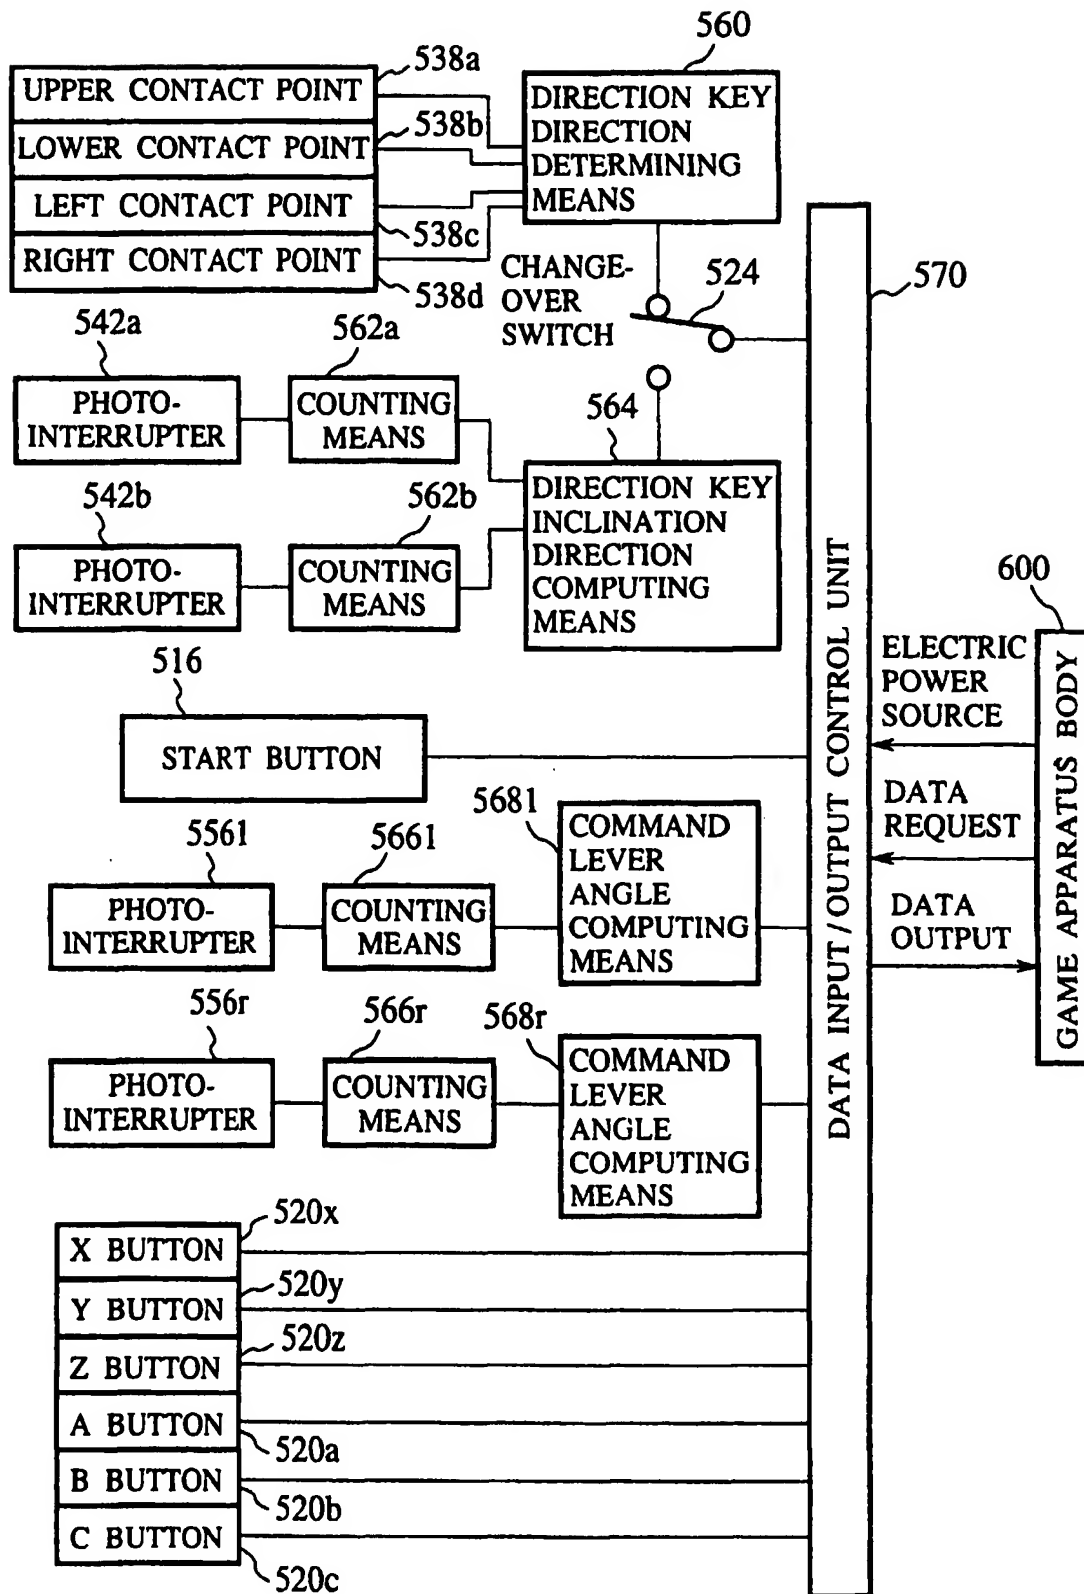 560
538a
UPPER CONTACT POINT
538b
LOWER CONTACT POINT
LEFT CONTACT POINT
538c
RIGHT CONTACT POINT
538d
DIRECTION KEY
DIRECTION
DETERMINING
MEANS
CHANGE-
OVER
SWITCH
524
570
542a
PHOTO-
INTERRUPTER
562a
COUNTING
MEANS
564
542b
PHOTO-
INTERRUPTER
562b
COUNTING
MEANS
DIRECTION KEY
INCLINATION
DIRECTION
COMPUTING
MEANS
516
START BUTTON
5561
PHOTO-
INTERRUPTER
5661
COUNTING
MEANS
5681
COMMAND
LEVER
ANGLE
COMPUTING
MEANS
556r
PHOTO-
INTERRUPTER
566r
COUNTING
MEANS
568r
COMMAND
LEVER
ANGLE
COMPUTING
MEANS
520x
X BUTTON
520y
Y BUTTON
520z
Z BUTTON
A BUTTON
520a
B BUTTON
520b
C BUTTON
520c
DATA INPUT/OUTPUT CONTROL UNIT
ELECTRIC
POWER
SOURCE
DATA
REQUEST
DATA
OUTPUT
600
GAME APPARATUS BODY